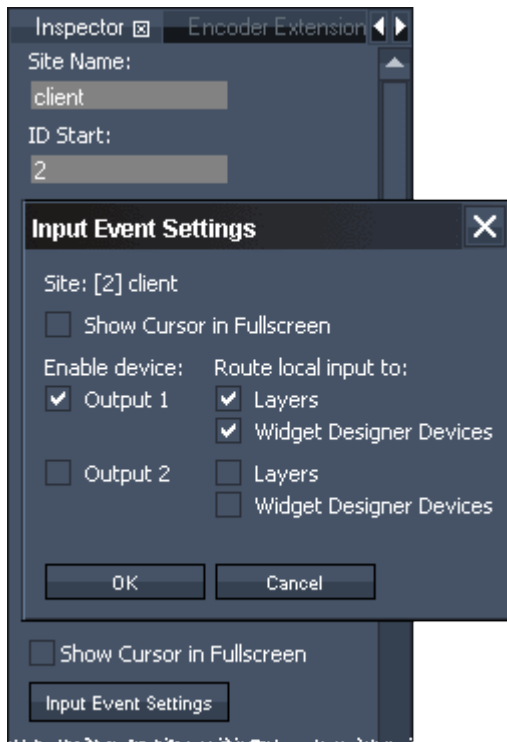 Inspector Encoder Extension
Site Name:
client
ID Start:
2
Input Event Settings
Site: [2] client
Show Cursor in Fullscreen
Enable device: Route local input to:
Output 1 Layers
Widget Designer Devices
Output 2 Layers
Widget Designer Devices
OK Cancel
Show Cursor in Fullscreen
Input Event Settings